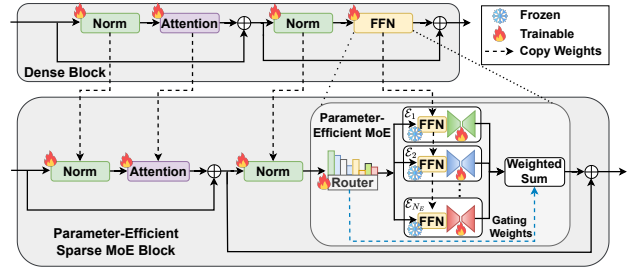 Norm
Attention
Norm
FFN
Dense Block
Frozen
Trainable
Copy Weights
Parameter-
Efficient MoE
Norm
Attention
Norm
Router
ℰ1
FFN
ℰ2
FFN
ℰN_E
FFN
Weighted
Sum
Gating
Weights
Parameter-Efficient
Sparse MoE Block